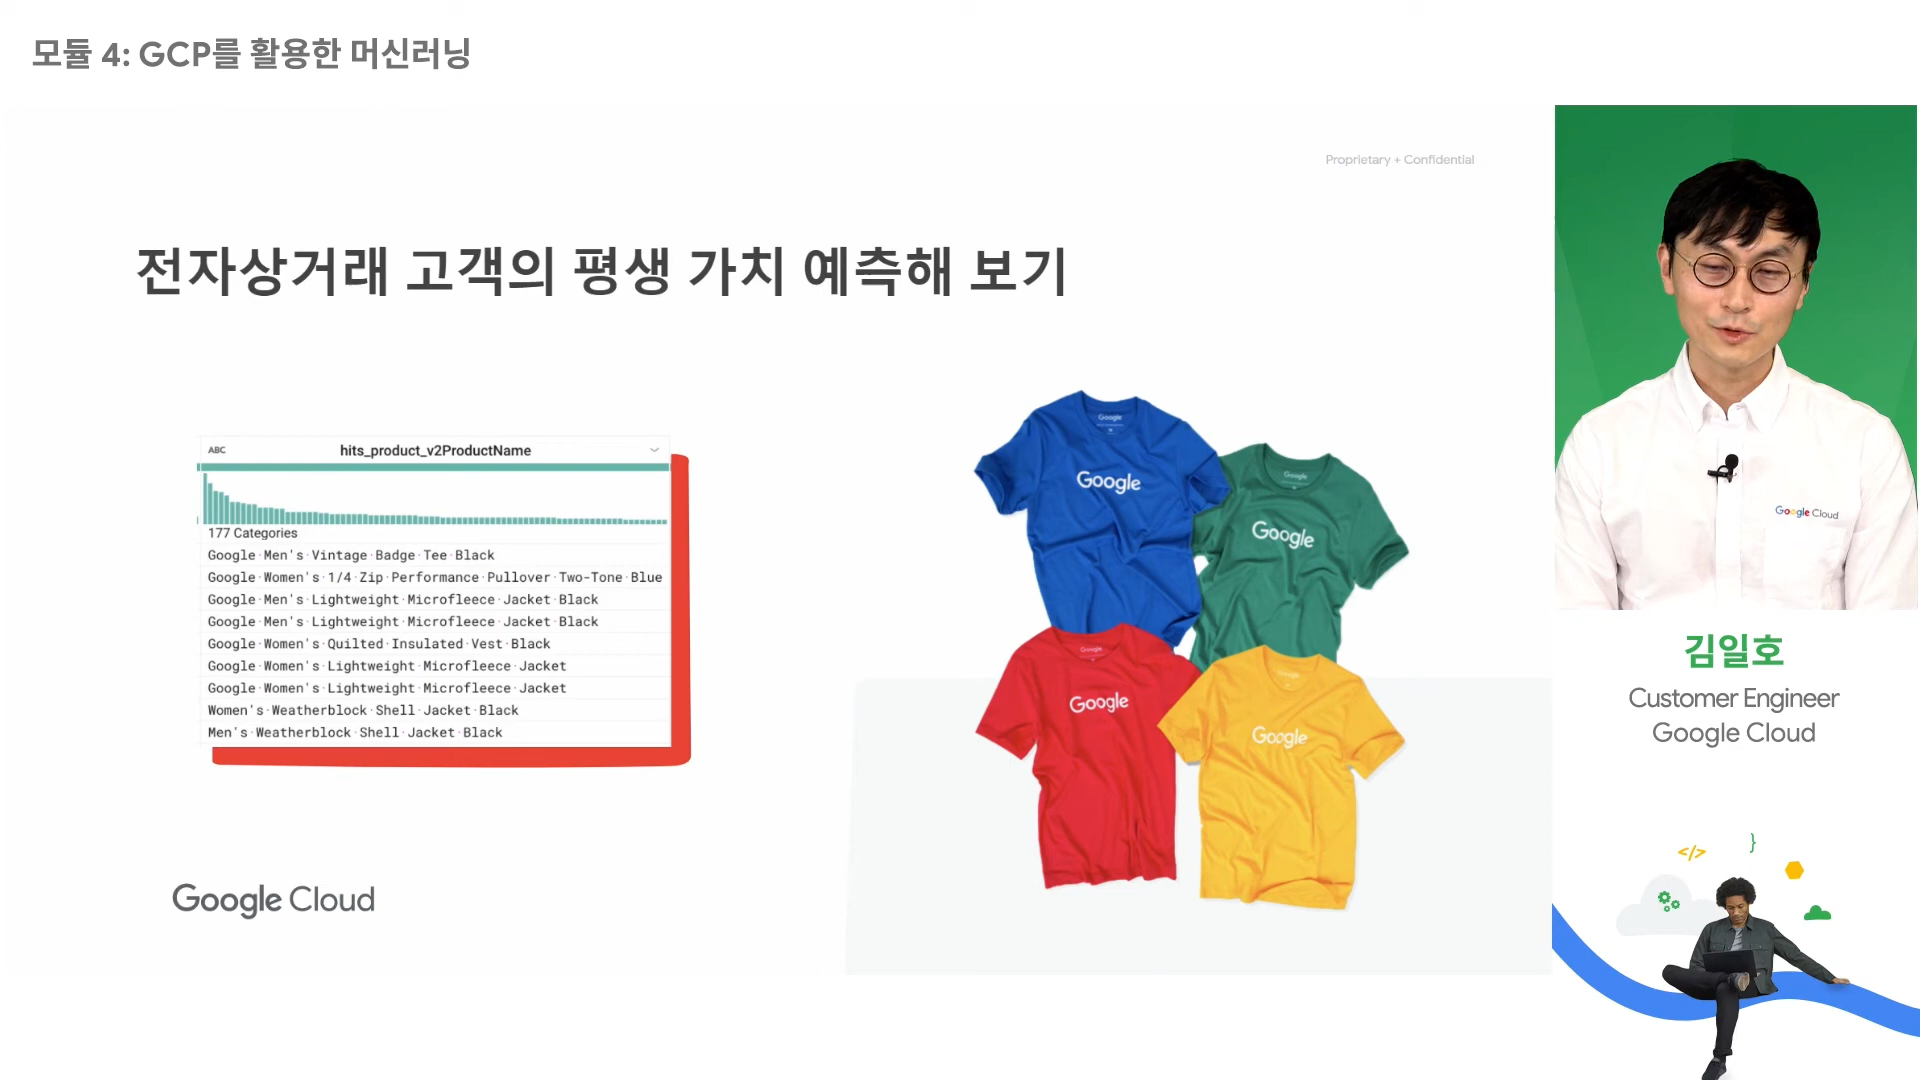 모듈 4: GCP를 활용한 머신러닝
Proprietary + Confidential
전자상거래 고객의 평생 가치 예측해 보기
ABC hits_product_v2ProductName
177 Categories
Google·Men's·Vintage·Badge·Tee·Black
Google·Women's·1/4·Zip·Performance·Pullover·Two-Tone·Blue
Google·Men's·Lightweight·Microfleece·Jacket·Black
Google·Men's·Lightweight·Microfleece·Jacket·Black
Google·Women's·Quilted·Insulated·Vest·Black
Google·Women's·Lightweight·Microfleece·Jacket
Google·Women's·Lightweight·Microfleece·Jacket
Women's·Weatherblock·Shell·Jacket·Black
Men's·Weatherblock·Shell·Jacket·Black
Google
Google
Google
Google
Google
Google
Google
Google Cloud
Google Cloud
김일호
Customer Engineer
Google Cloud
</>
}